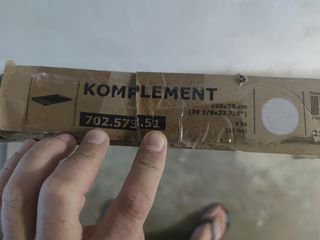 KOMPLEMENT
702.573.51
100x58 cm
(39 3/8x22 7/8")